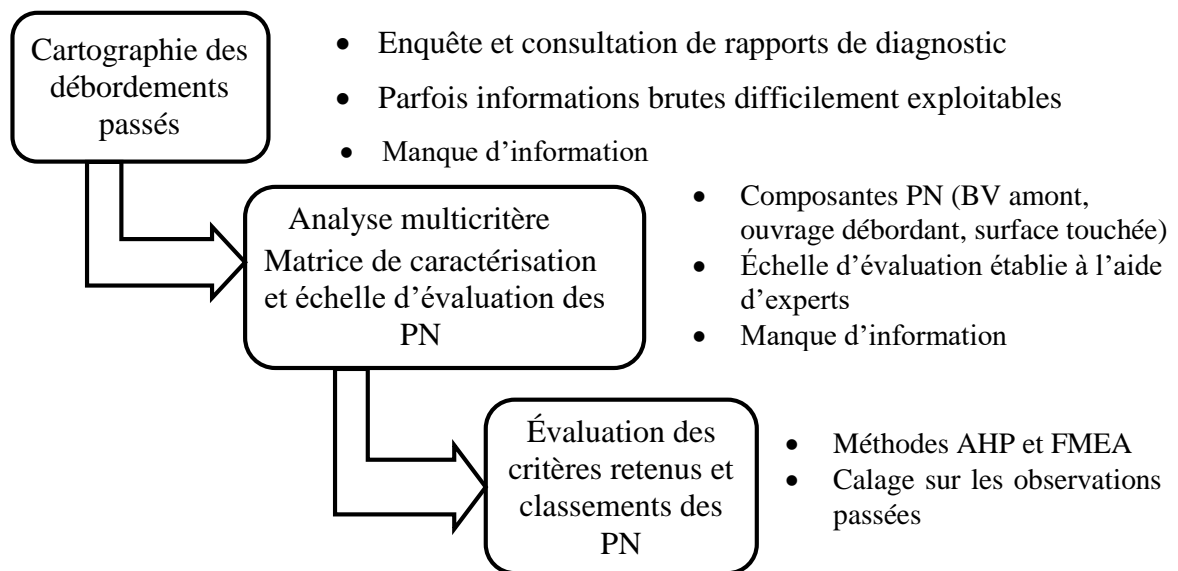 Cartographie des
débordements
passés
• Enquête et consultation de rapports de diagnostic
• Parfois informations brutes difficilement exploitables
• Manque d’information
Analyse multicritère
Matrice de caractérisation
et échelle d’évaluation des
PN
• Composantes PN (BV amont,
ouvrage débordant, surface touchée)
• Échelle d’évaluation établie à l’aide
d’experts
• Manque d’information
Évaluation des
critères retenus et
classements des
PN
• Méthodes AHP et FMEA
• Calage sur les observations
passées